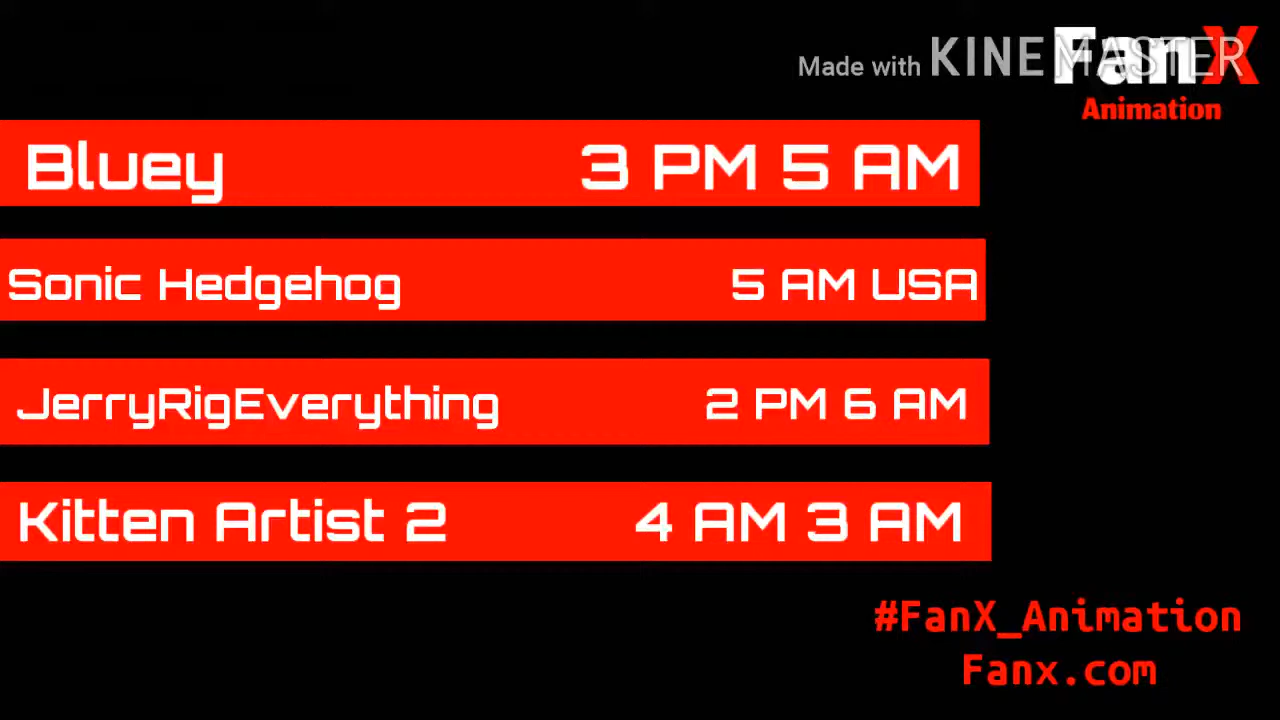 Made with KINEMASTER
FanX
Animation
Bluey 3 PM 5 AM
Sonic Hedgehog 5 AM USA
JerryRigEverything 2 PM 6 AM
Kitten Artist 2 4 AM 3 AM
#FanX_Animation
Fanx.com